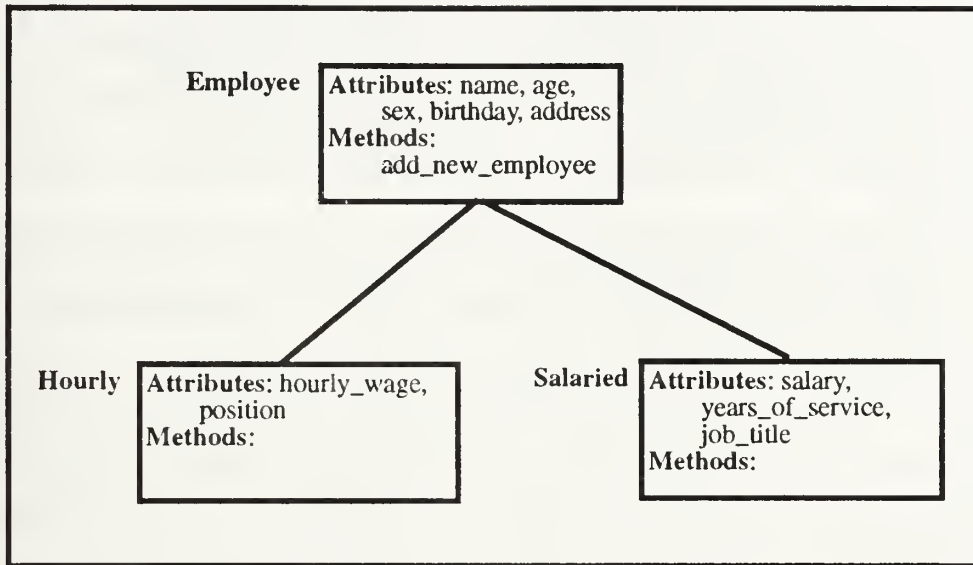 Employee
Attributes: name, age,
sex, birthday, address
Methods:
add_new_employee
Hourly
Attributes: hourly_wage,
position
Methods:
Salaried
Attributes: salary,
years_of_service,
job_title
Methods: